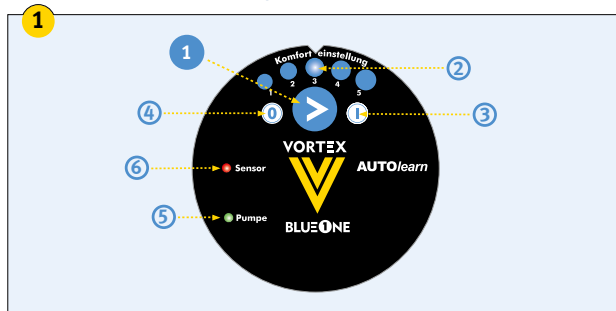 1
Komfort einstellung
1 2 3 4 5
1
2
>
4
0
I
3
VORTEX
6
Sensor
AUTOlearn
5
Pumpe
BLUE1NE